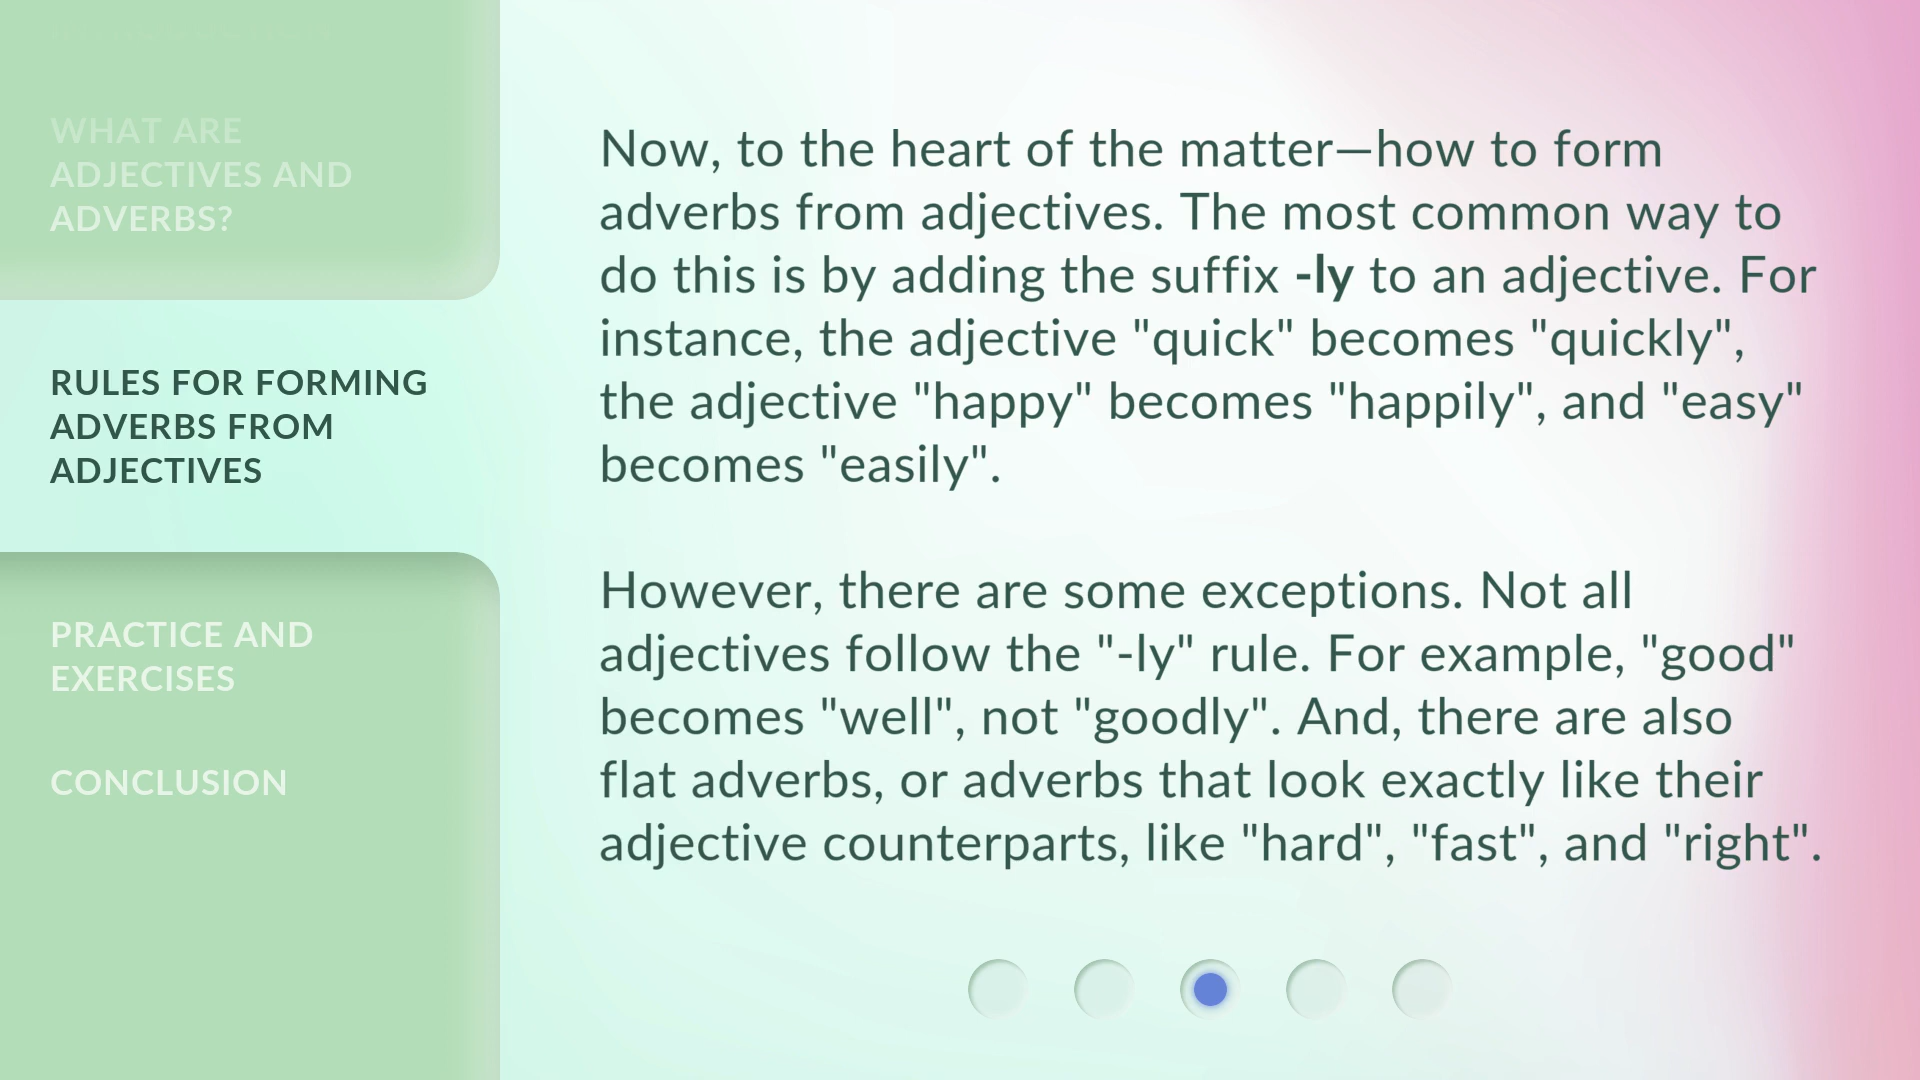 WHAT ARE
ADJECTIVES AND
ADVERBS?
RULES FOR FORMING
ADVERBS FROM
ADJECTIVES
PRACTICE AND
EXERCISES
CONCLUSION
Now, to the heart of the matter—how to form
adverbs from adjectives. The most common way to
do this is by adding the suffix -ly to an adjective. For
instance, the adjective "quick" becomes "quickly",
the adjective "happy" becomes "happily", and "easy"
becomes "easily".
However, there are some exceptions. Not all
adjectives follow the "-ly" rule. For example, "good"
becomes "well", not "goodly". And, there are also
flat adverbs, or adverbs that look exactly like their
adjective counterparts, like "hard", "fast", and "right".